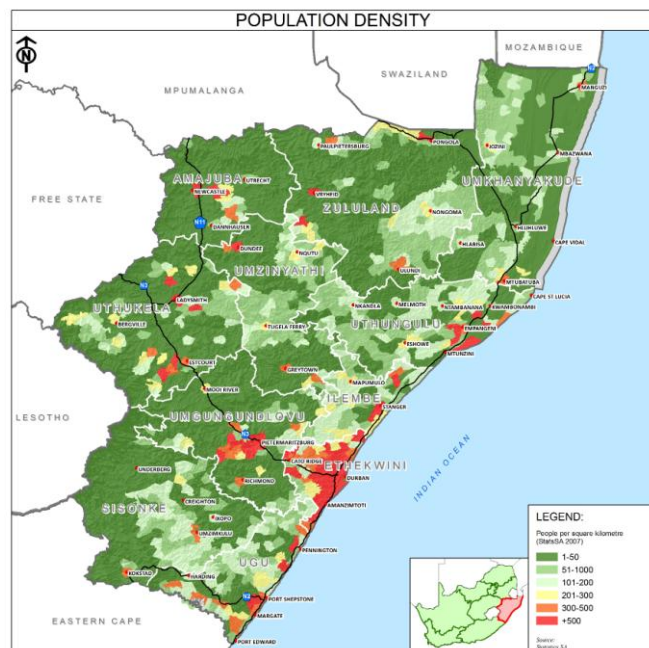 POPULATION DENSITY
MOZAMBIQUE
SWAZILAND
MPUMALANGA
FREE STATE
LESOTHO
EASTERN CAPE
INDIAN OCEAN
N
N2
MANGUZI
PAULPIETERSBURG
PONGOLA
JOZINI
MBAZWANA
AMAJUBA
UTRECHT
NEWCASTLE
VRYHEID
ZULULAND
UMKHANYAKUDE
NONGOMA
N11
DANNHAUSER
HLUHLUWE
HLABISA
CAPE VIDAL
DUNDEE
NQUTU
UMZINYATHI
ULUNDI
MTUBATUBA
N3
CAPE ST LUCIA
UTHUKELA
LADYSMITH
NKANDLA
MELMOTH
NTAMBANANA
KWAMBONAMBI
BERGVILLE
TUGELA FERRY
UTHUNGULU
EMPANGENI
ESHOWE
MTUNZINI
ESTCOURT
GREYTOWN
MAPUMULO
MOOI RIVER
ILEMBE
STANGER
UMGUNGUNDLOVU
N3
PIETERMARITZBURG
CATO RIDGE
ETHEKWINI
UNDERBERG
RICHMOND
DURBAN
CREIGHTON
AMANZIMTOTI
SISONKE
IXOPO
UMZIMKULU
PENNINGTON
UGU
KOKSTAD
HARDING
N2
PORT SHEPSTONE
MARGATE
PORT EDWARD
LEGEND:
People per square kilometre
(StatsSA 2007)
1-50
51-1000
101-200
201-300
300-500
+500
Source: